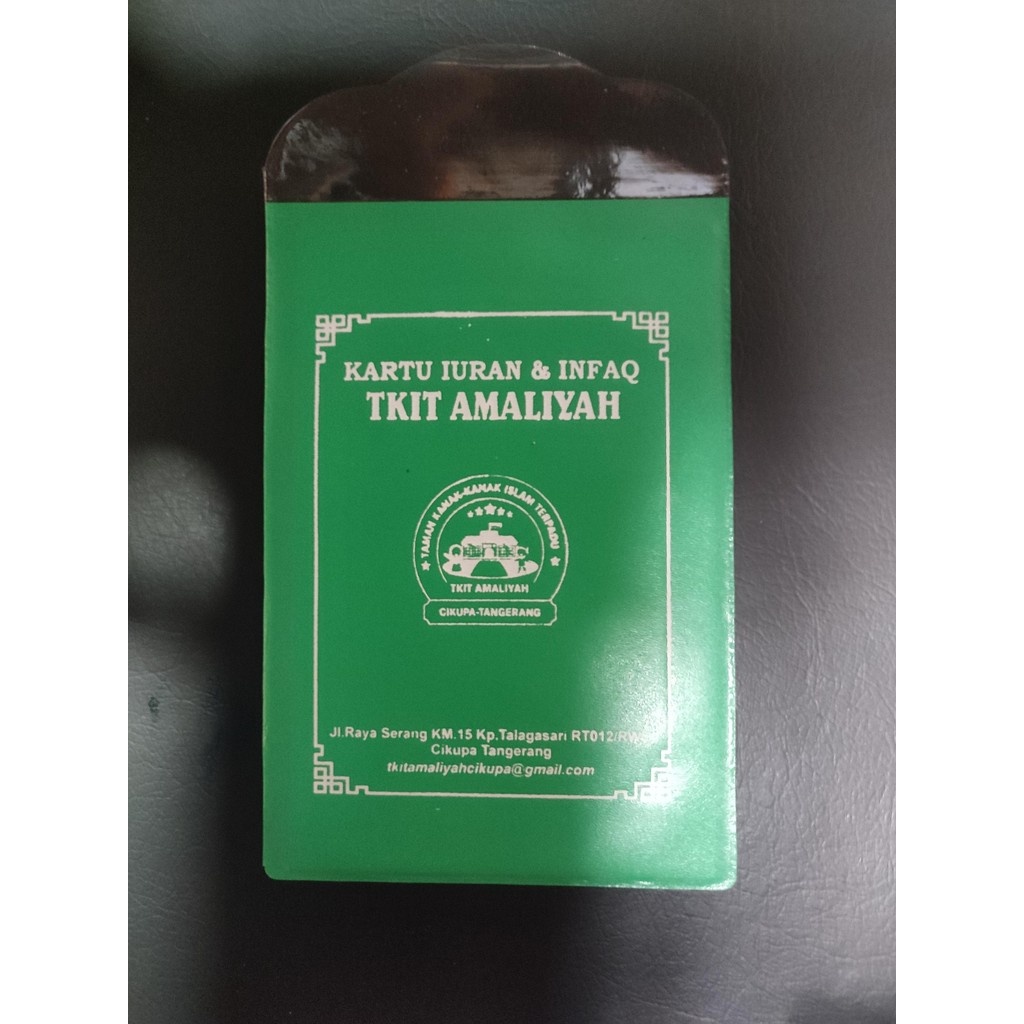 KARTU IURAN & INFAQ
TKIT AMALIYAH
TAMAN KANAK-KANAK ISLAM TERPADU
TKIT AMALIYAH
CIKUPA-TANGERANG
Jl.Raya Serang KM.15 Kp.Talagasari RT012/RW
Cikupa Tangerang
tkitamaliyahcikupa@gmail.com